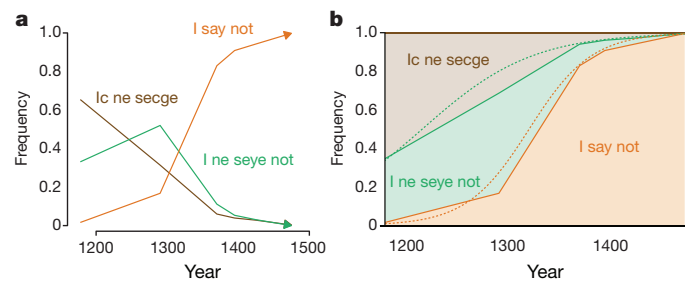 a
I say not
Ic ne secge
I ne seye not
1.0
0.8
0.6
0.4
0.2
0
Frequency
1200
1300
1400
1500
Year
b
Ic ne secge
I ne seye not
I say not
1.0
0.8
0.6
0.4
0.2
0
Frequency
1200
1300
1400
Year